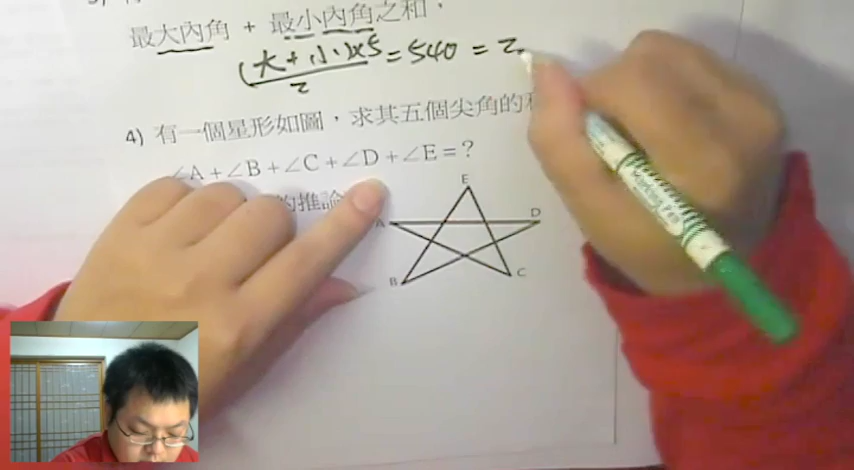 最大內角 + 最小內角之和,
(大+小)×5 = 540 = 2
2
4) 有一個星形如圖,求其五個尖角的
∠A+∠B+∠C+∠D+∠E=?
的推論
E
A
D
B
C